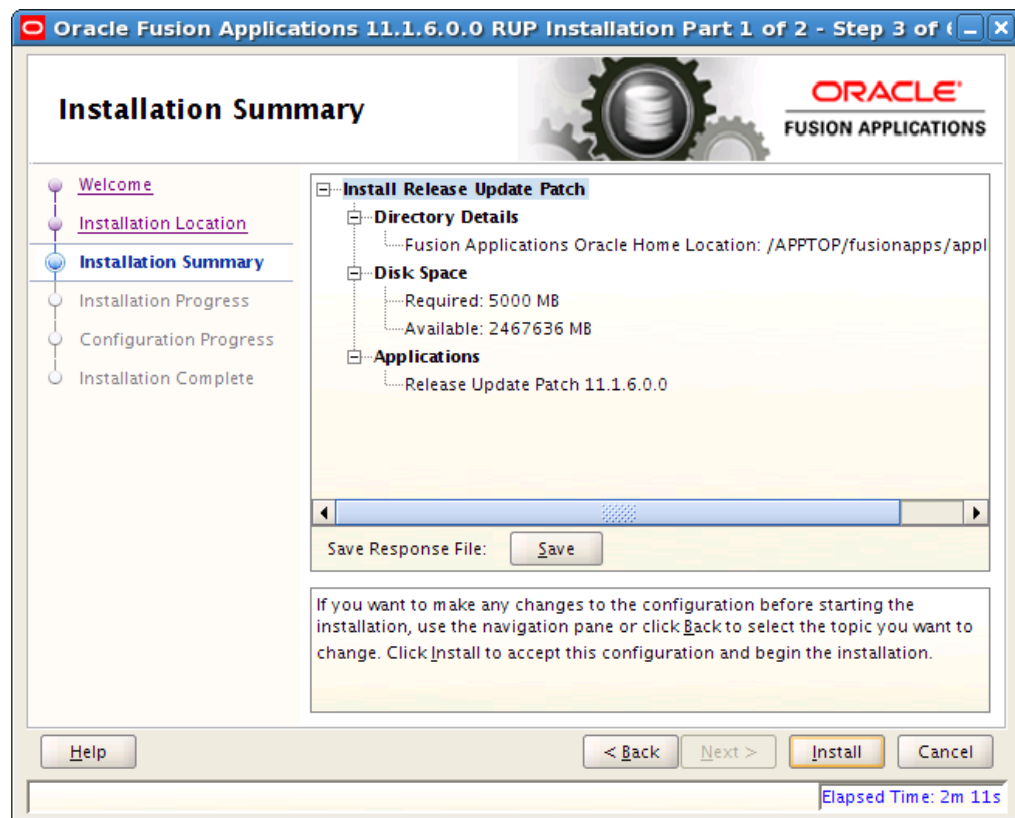 Oracle Fusion Applications 11.1.6.0.0 RUP Installation Part 1 of 2 - Step 3 of
Installation Summary
ORACLE
FUSION APPLICATIONS
Welcome
Installation Location
Installation Summary
Installation Progress
Configuration Progress
Installation Complete
Install Release Update Patch
Directory Details
Fusion Applications Oracle Home Location: /APPTOP/fusionapps/appl
Disk Space
Required: 5000 MB
Available: 2467636 MB
Applications
Release Update Patch 11.1.6.0.0
Save Response File: Save
If you want to make any changes to the configuration before starting the
installation, use the navigation pane or click Back to select the topic you want to
change. Click Install to accept this configuration and begin the installation.
Help < Back Next > Install Cancel
Elapsed Time: 2m 11s